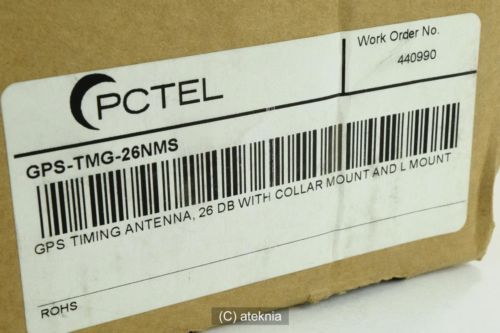 PCTEL
Work Order No.
440990
GPS-TMG-26NMS
GPS TIMING ANTENNA, 26 DB WITH COLLAR MOUNT AND L MOUNT
ROHS
(C) ateknia